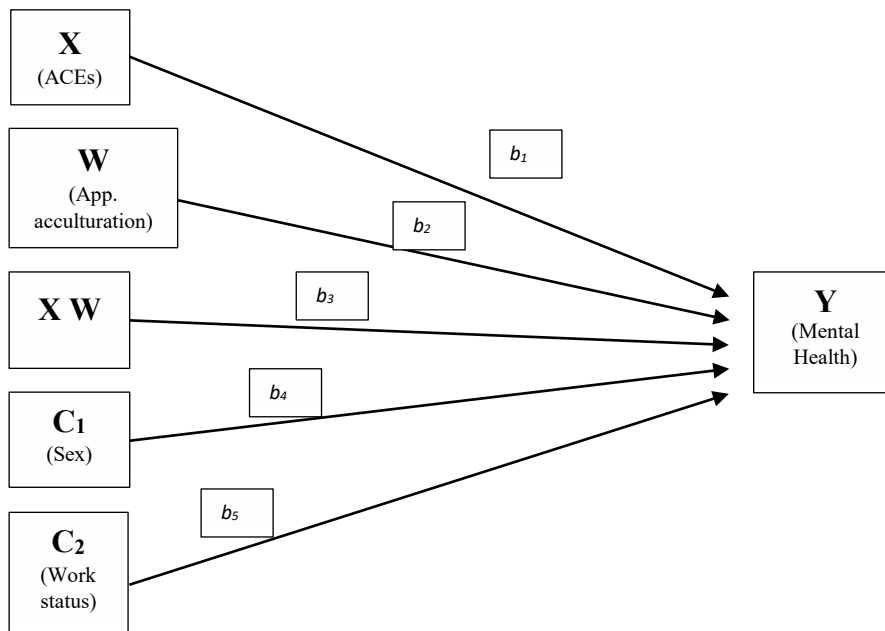 X
(ACEs)
b₁
W
(App.
acculturation)
b₂
X W
b₃
Y
(Mental
Health)
C₁
(Sex)
b₄
C₂
(Work
status)
b₅